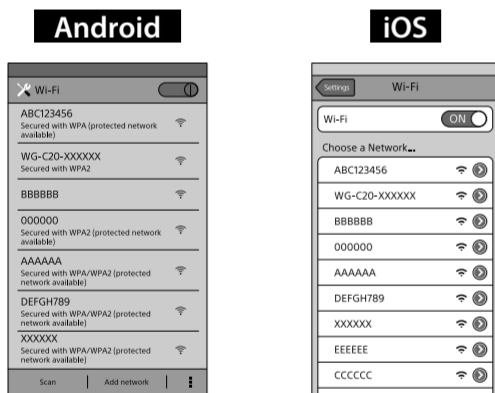 Android
Wi-Fi
ABC123456
Secured with WPA (protected network
available)
WG-C20-XXXXXX
Secured with WPA2
BBBBBB
000000
Secured with WPA2 (protected network
available)
AAAAAA
Secured with WPA/WPA2 (protected
network available)
DEFGH789
Secured with WPA/WPA2 (protected
network available)
XXXXXX
Secured with WPA/WPA2 (protected
network available)
Scan
Add network
iOS
Settings
Wi-Fi
Wi-Fi
ON
Choose a Network...
ABC123456
WG-C20-XXXXXX
BBBBBB
000000
AAAAAA
DEFGH789
XXXXXX
EEEEEE
CCCCCC